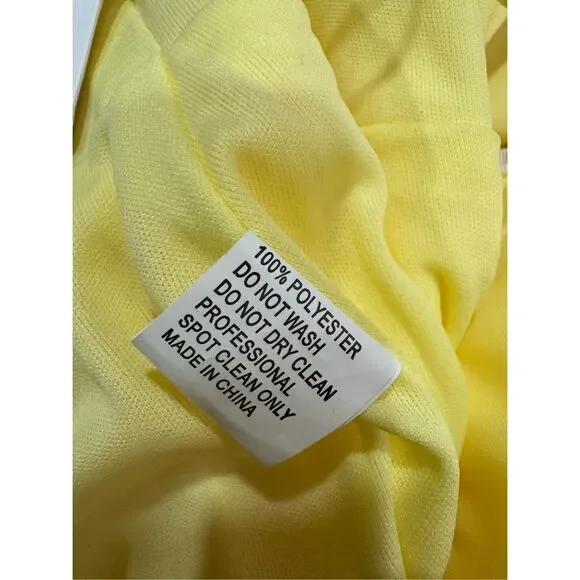 100% POLYESTER
DO NOT WASH
DO NOT DRY CLEAN
PROFESSIONAL
SPOT CLEAN ONLY
MADE IN CHINA